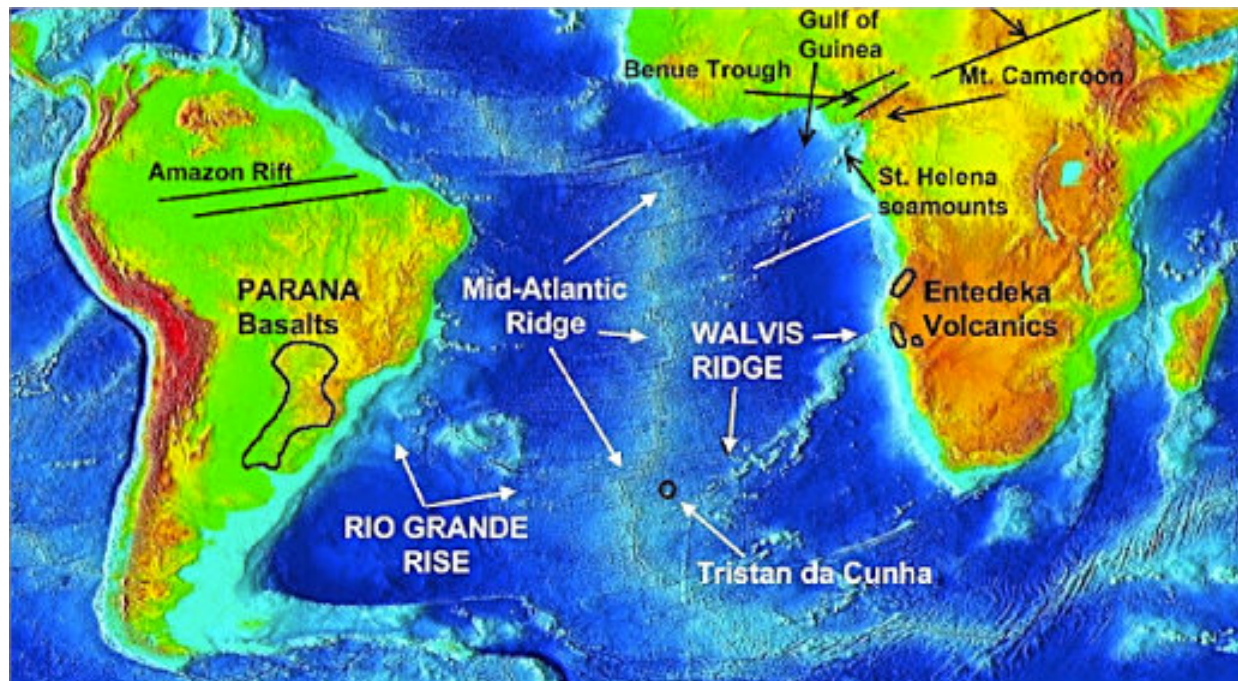 Gulf of
Guinea
Benue Trough
Mt. Cameroon
Amazon Rift
St. Helena
seamounts
PARANA
Basalts
Mid-Atlantic
Ridge
WALVIS
RIDGE
Entedeka
Volcanics
RIO GRANDE
RISE
Tristan da Cunha